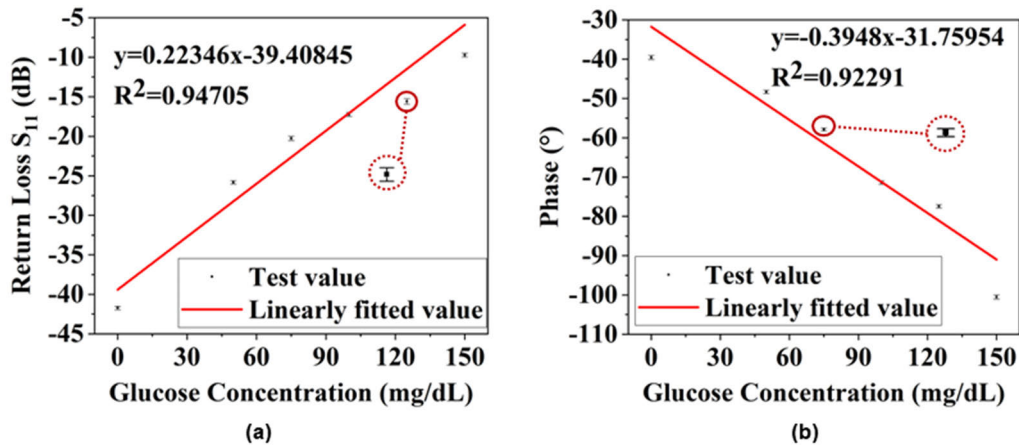 -5
-10
-15
-20
-25
-30
-35
-40
-45
Return Loss S11 (dB)
y=0.22346x-39.40845
R2=0.94705
Test value
Linearly fitted value
0 30 60 90 120 150
Glucose Concentration (mg/dL)
(a)
-30
-40
-50
-60
-70
-80
-90
-100
-110
Phase (°)
y=-0.3948x-31.75954
R2=0.92291
Test value
Linearly fitted value
0 30 60 90 120 150
Glucose Concentration (mg/dL)
(b)